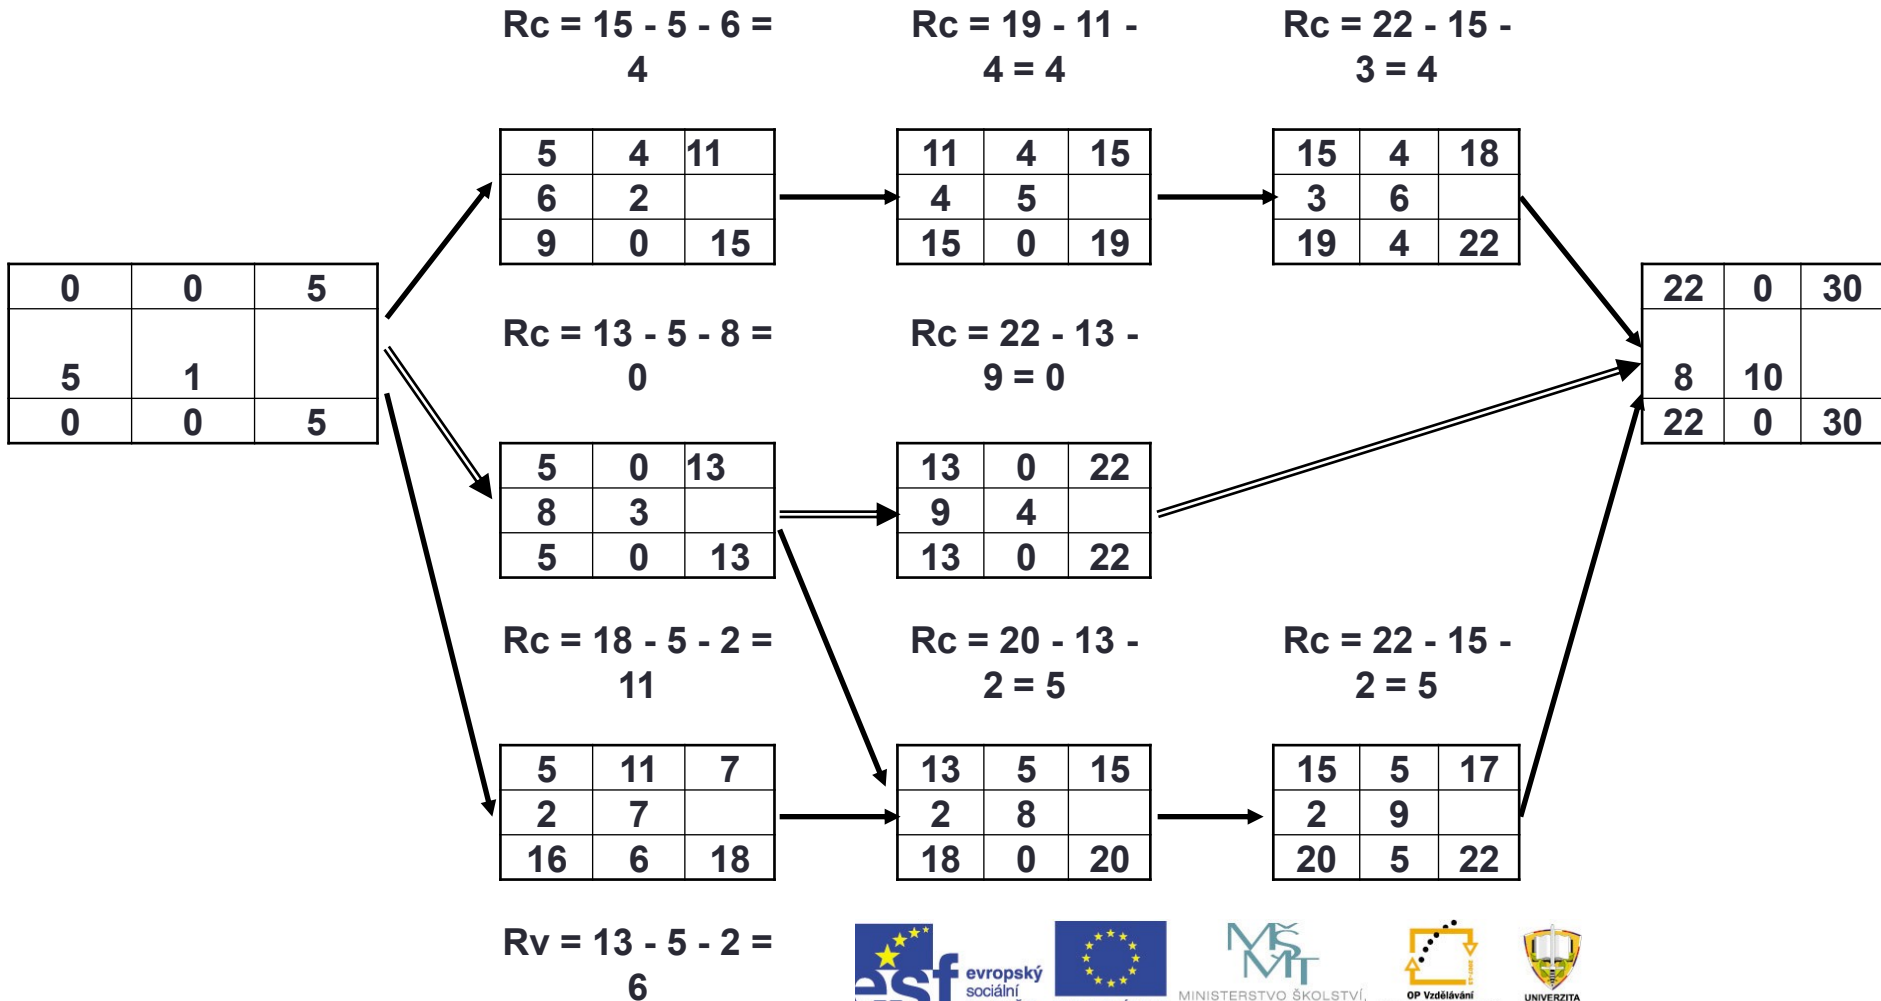 Rc = 15 - 5 - 6 =
4
Rc = 19 - 11 -
4 = 4
Rc = 22 - 15 -
3 = 4
5 4 11
6 2
9 0 15
11 4 15
4 5
15 0 19
15 4 18
3 6
19 4 22
0 0 5
5 1
0 0 5
22 0 30
8 10
22 0 30
Rc = 13 - 5 - 8 =
0
Rc = 22 - 13 -
9 = 0
5 0 13
8 3
5 0 13
13 0 22
9 4
13 0 22
Rc = 18 - 5 - 2 =
11
Rc = 20 - 13 -
2 = 5
Rc = 22 - 15 -
2 = 5
5 11 7
2 7
16 6 18
13 5 15
2 8
18 0 20
15 5 17
2 9
20 5 22
Rv = 13 - 5 - 2 =
6
esf evropský
sociální
MŠMT
MINISTERSTVO ŠKOLSTVÍ,
OP Vzdělávání
UNIVERZITA